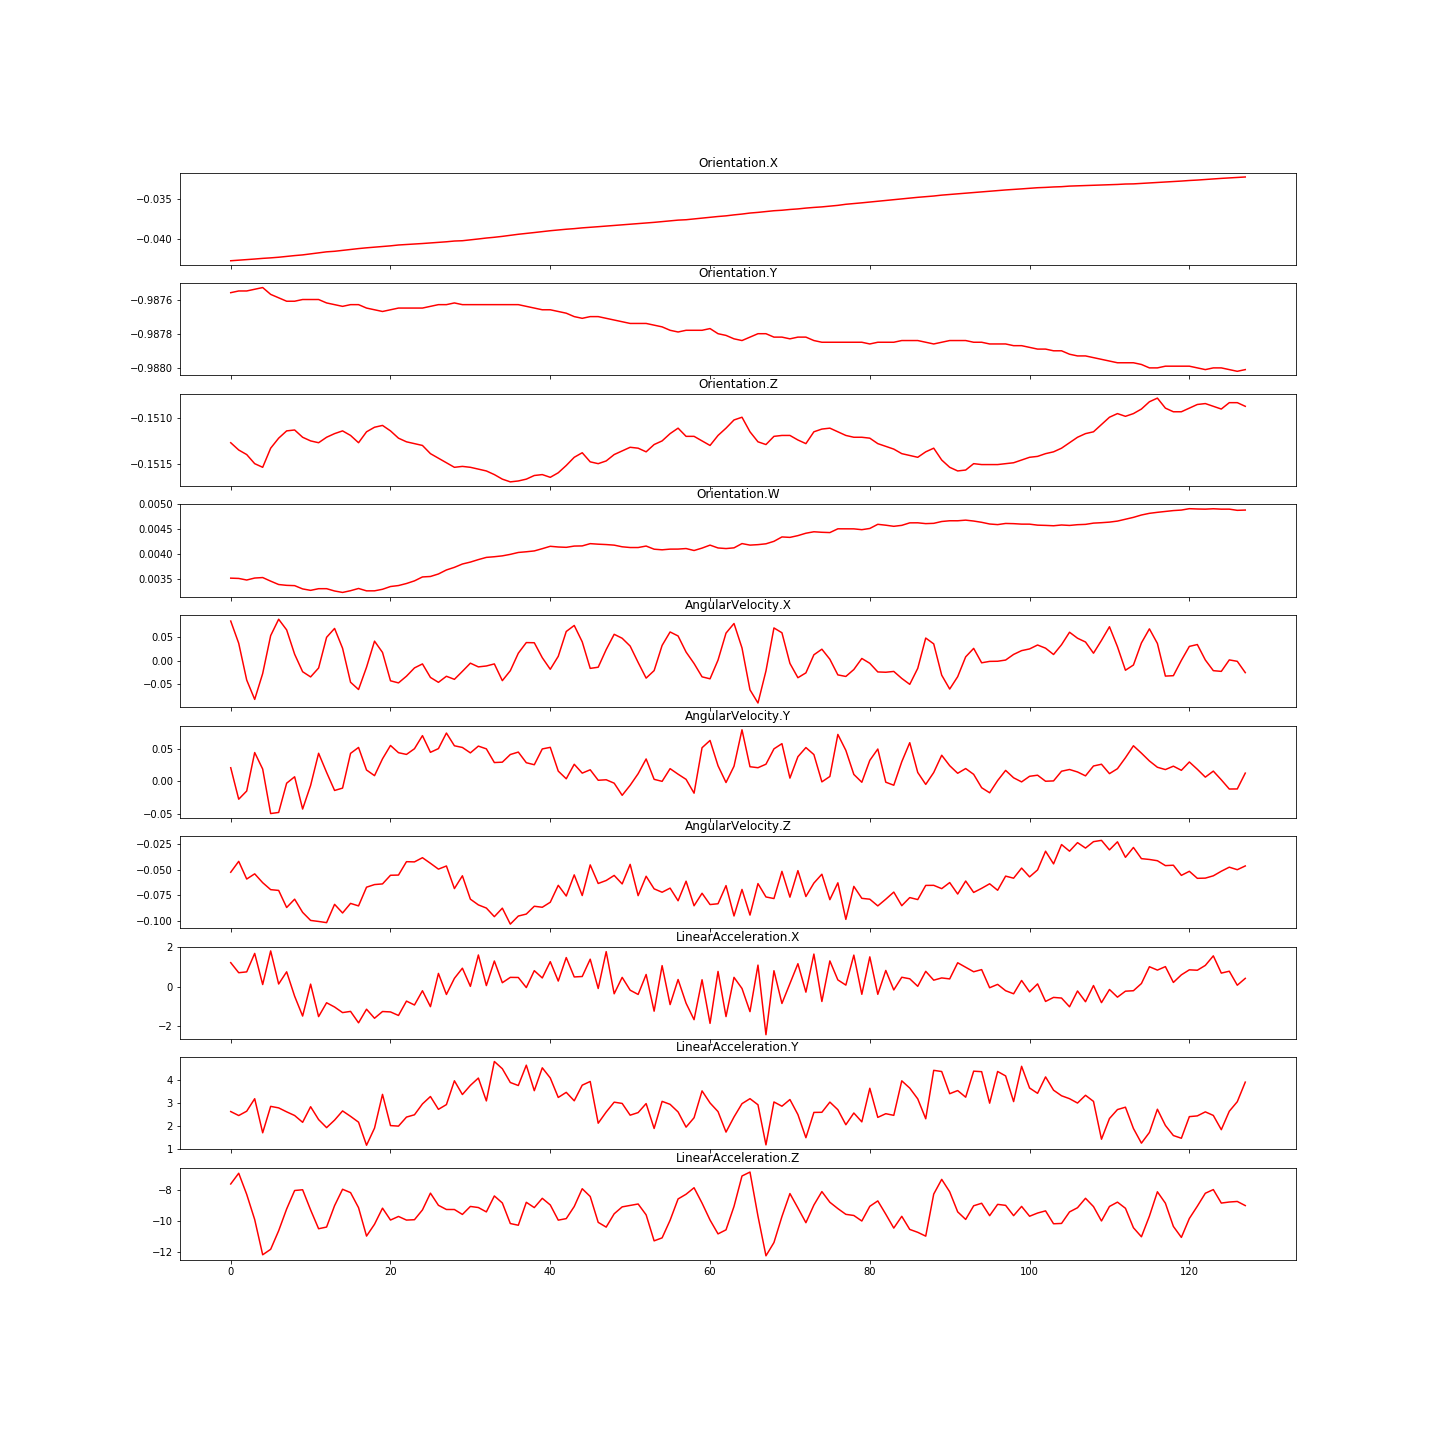 Orientation.X
−0.035
−0.040
Orientation.Y
−0.9876
−0.9878
−0.9880
Orientation.Z
−0.1510
−0.1515
Orientation.W
0.0050
0.0045
0.0040
0.0035
AngularVelocity.X
0.05
0.00
−0.05
AngularVelocity.Y
0.05
0.00
−0.05
AngularVelocity.Z
−0.025
−0.050
−0.075
−0.100
LinearAcceleration.X
2
0
−2
LinearAcceleration.Y
4
3
2
1
LinearAcceleration.Z
−8
−10
−12
0 20 40 60 80 100 120